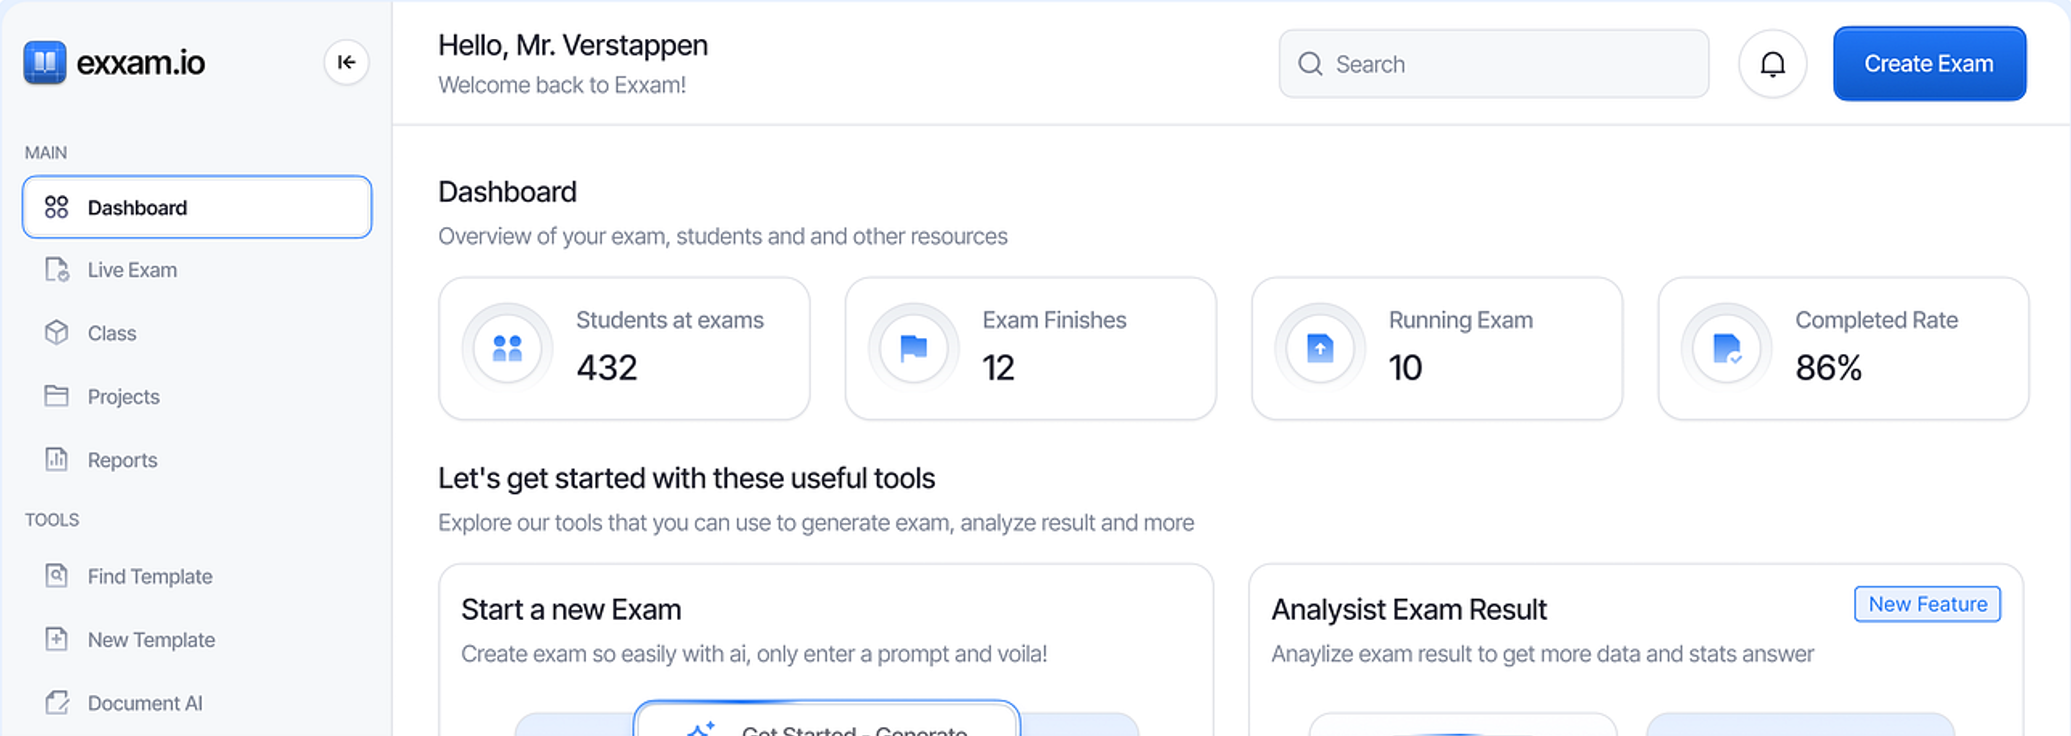 exxam.io
MAIN
Dashboard
Live Exam
Class
Projects
Reports
TOOLS
Find Template
New Template
Document AI
Hello, Mr. Verstappen
Welcome back to Exxam!
Search
Create Exam
Dashboard
Overview of your exam, students and and other resources
Students at exams
432
Exam Finishes
12
Running Exam
10
Completed Rate
86%
Let's get started with these useful tools
Explore our tools that you can use to generate exam, analyze result and more
Start a new Exam
Create exam so easily with ai, only enter a prompt and voila!
Get Started - Generate
Analysist Exam Result
New Feature
Anaylize exam result to get more data and stats answer